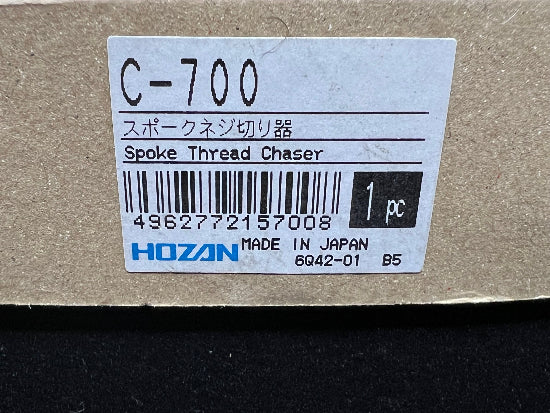 C-700
スポークネジ切り器
Spoke Thread Chaser
4962772157008
1 pc
HOZAN MADE IN JAPAN
6Q42-01 B5